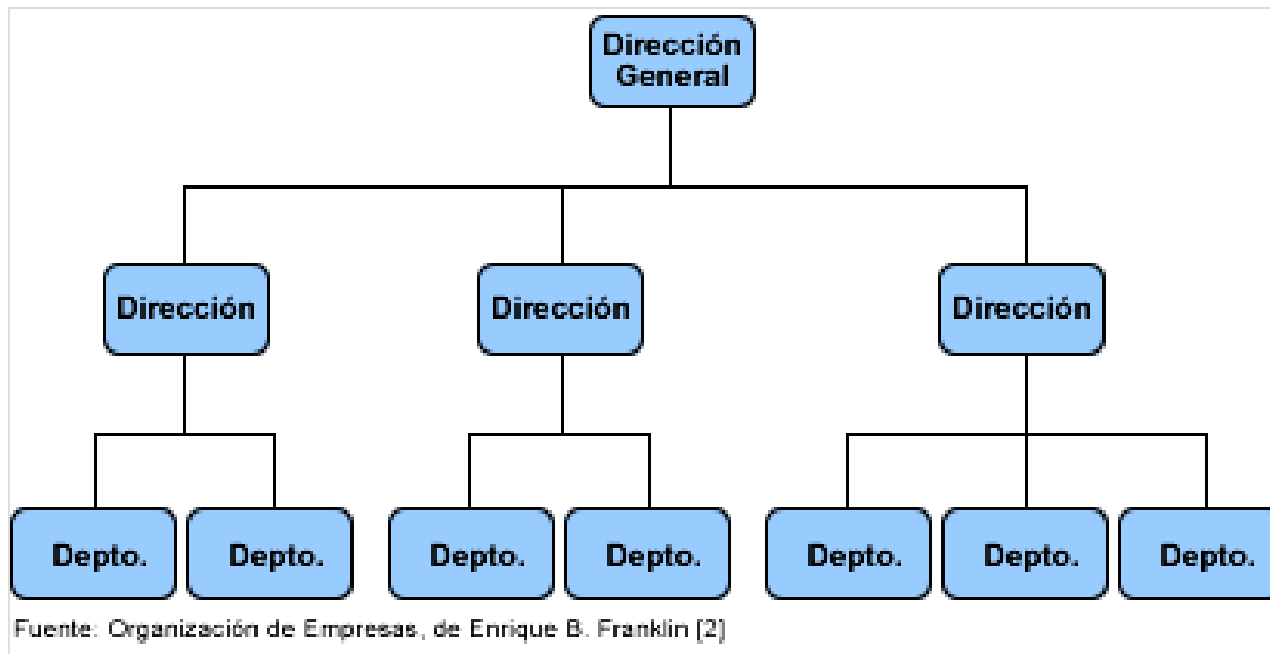 Dirección
General
Dirección
Dirección
Dirección
Depto.
Depto.
Depto.
Depto.
Depto.
Depto.
Depto.
Fuente: Organización de Empresas, de Enrique B. Franklin [2]